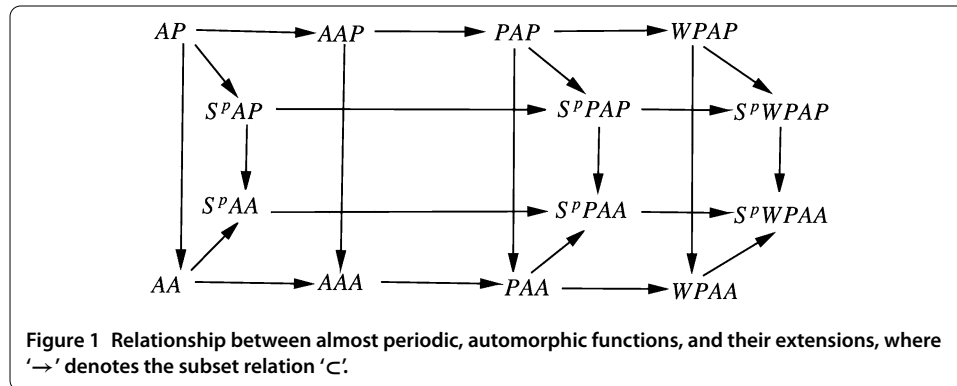 AP AAP PAP WPAP
S^pAP S^pPAP S^pWPAP
S^pAA S^pPAA S^pWPAA
AA AAA PAA WPAA
Figure 1 Relationship between almost periodic, automorphic functions, and their extensions, where
‘→’ denotes the subset relation ‘⊂’.